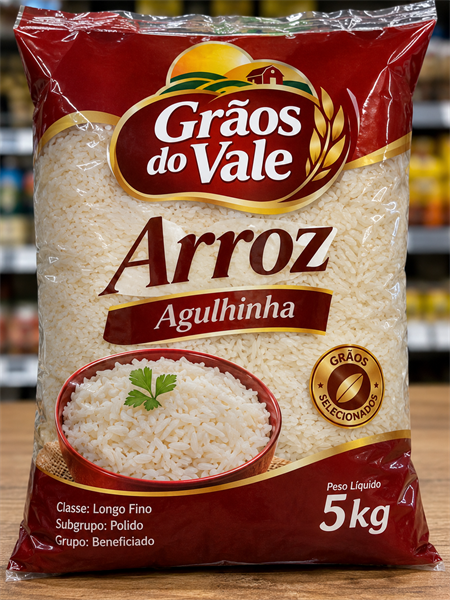 Grãos
do Vale
Arroz
Agulhinha
GRÃOS
SELECIONADOS
Classe: Longo Fino
Subgrupo: Polido
Grupo: Beneficiado
Peso Líquido
5kg